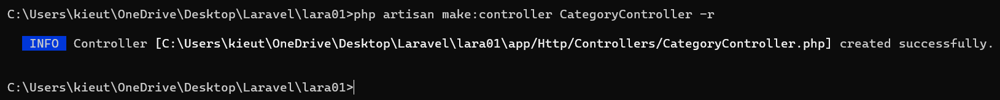 C:\Users\kieut\OneDrive\Desktop\Laravel\lara01>php artisan make:controller CategoryController -r
INFO Controller [C:\Users\kieut\OneDrive\Desktop\Laravel\lara01\app/Http/Controllers/CategoryController.php] created successfully.
C:\Users\kieut\OneDrive\Desktop\Laravel\lara01>